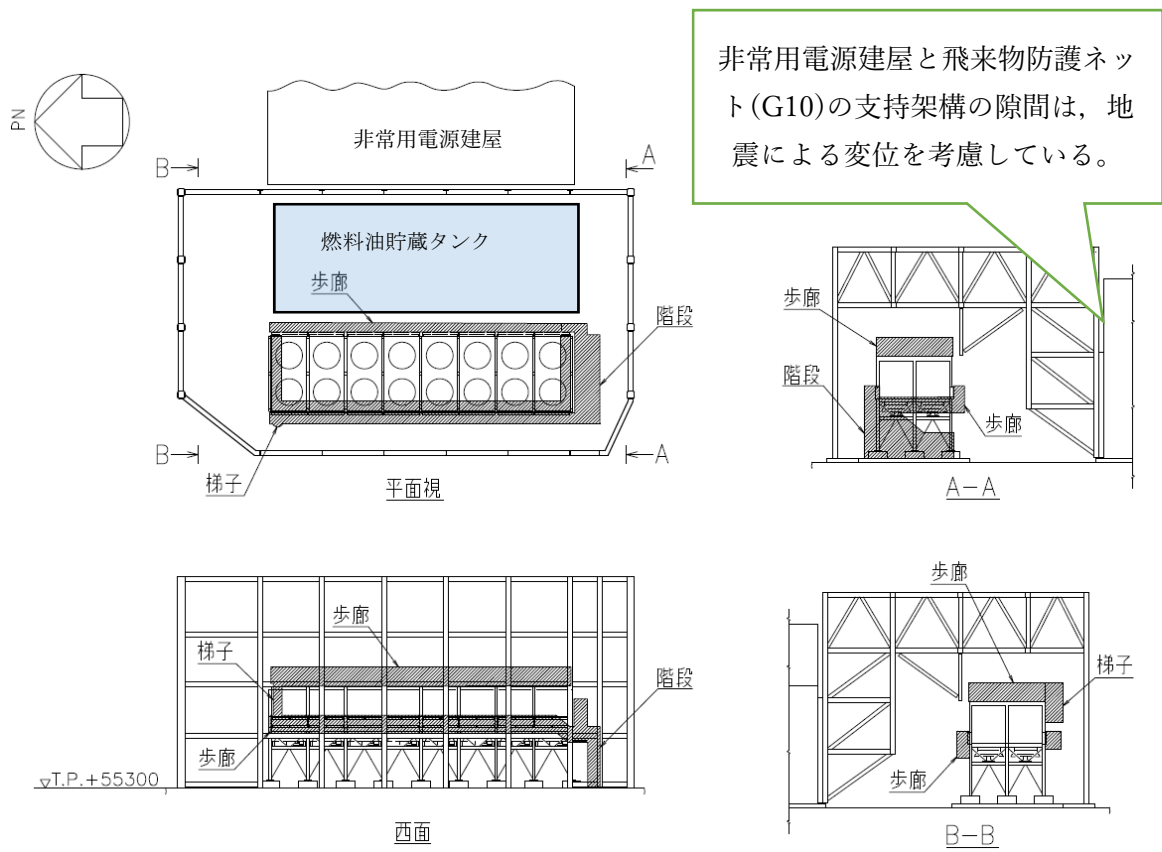 非常用電源建屋と飛来物防護ネッ
ト(G10)の支持架構の隙間は，地
震による変位を考慮している。
PN
非常用電源建屋
B
A
燃料油貯蔵タンク
歩廊
階段
B
A
梯子
平面視
歩廊
階段
歩廊
A-A
歩廊
梯子
階段
歩廊
▽T.P.+55300
西面
歩廊
梯子
歩廊
B-B